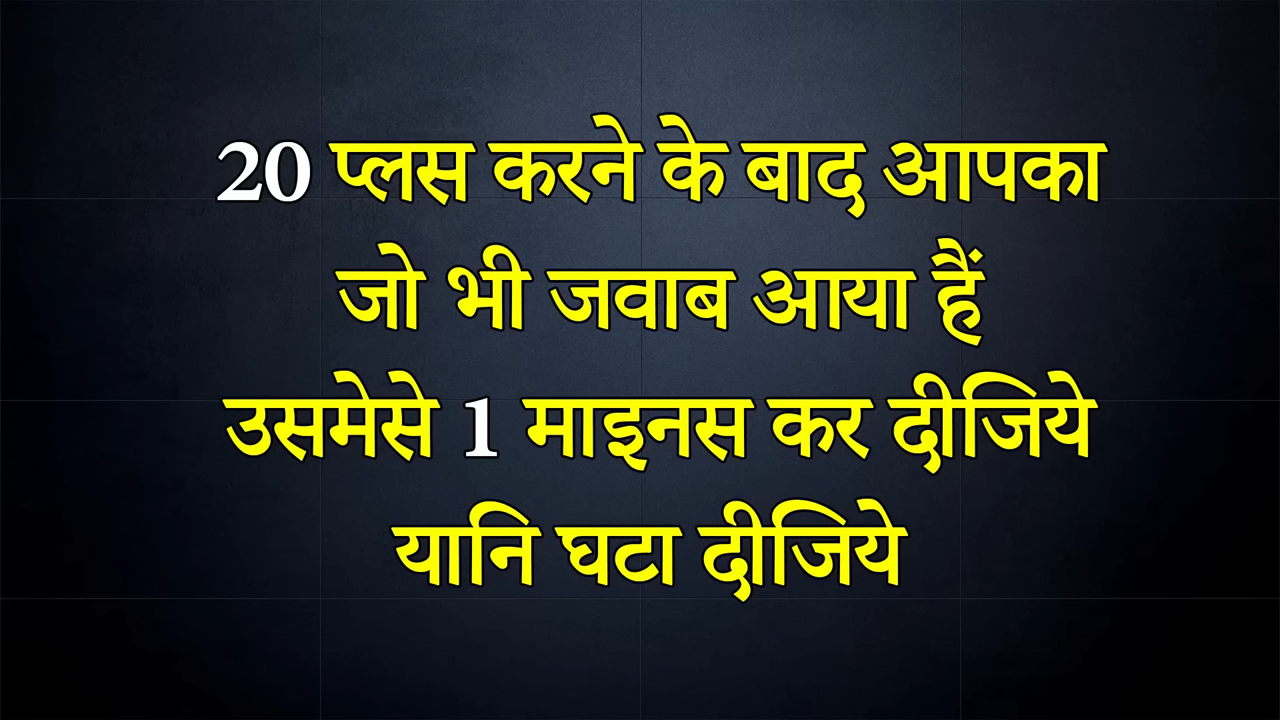 20 प्लस करने के बाद आपका
जो भी जवाब आया हैं
उसमेसे 1 माइनस कर दीजिये
यानि घटा दीजिये